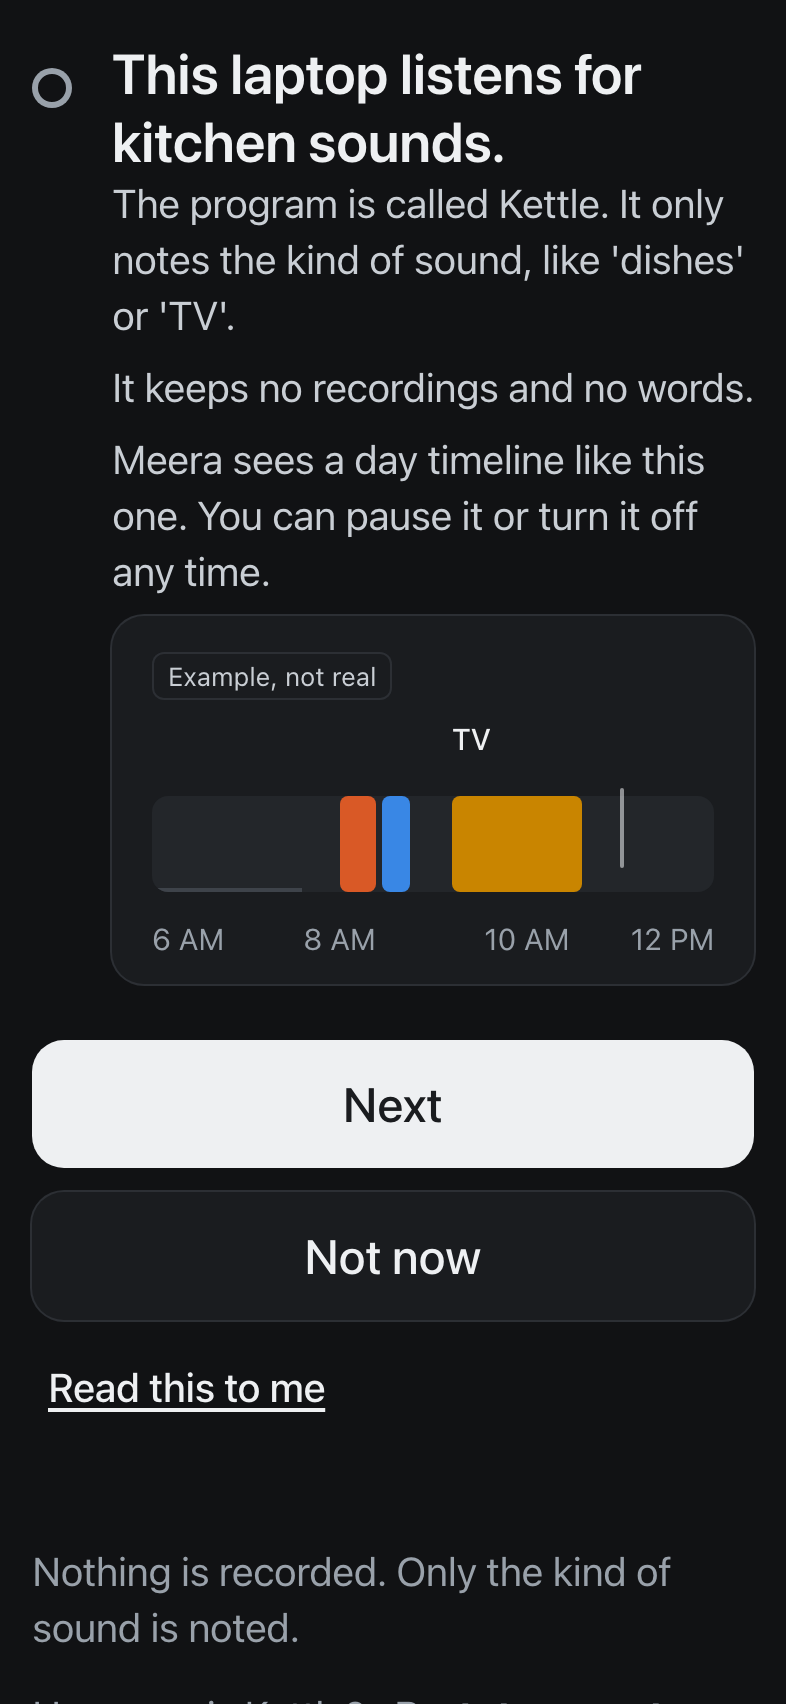 This laptop listens for
kitchen sounds.
The program is called Kettle. It only
notes the kind of sound, like 'dishes'
or 'TV'.
It keeps no recordings and no words.
Meera sees a day timeline like this
one. You can pause it or turn it off
any time.
Example, not real
TV
6 AM 8 AM 10 AM 12 PM
Next
Not now
Read this to me
Nothing is recorded. Only the kind of
sound is noted.